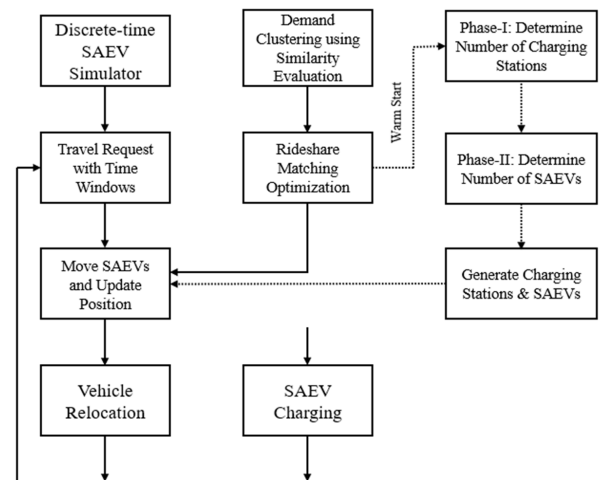 Discrete-time
SAEV
Simulator
Demand
Clustering using
Similarity
Evaluation
Phase-I: Determine
Number of Charging
Stations
Warm Start
Travel Request
with Time
Windows
Rideshare
Matching
Optimization
Phase-II: Determine
Number of SAEVs
Move SAEVs
and Update
Position
Generate Charging
Stations & SAEVs
Vehicle
Relocation
SAEV
Charging